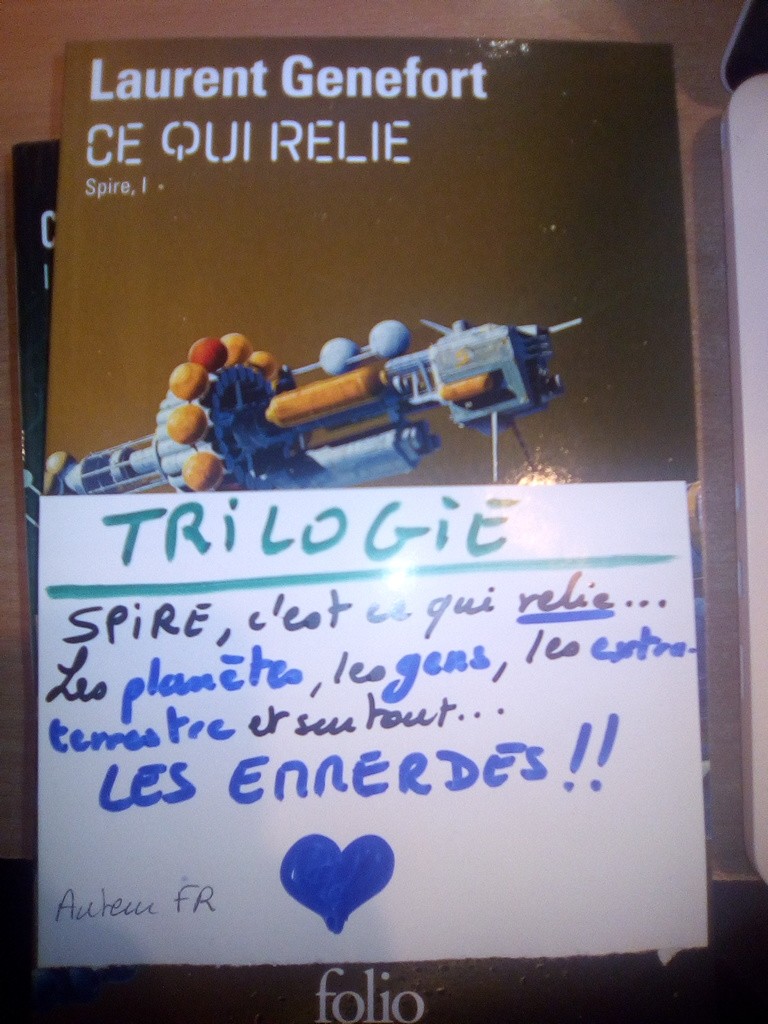 Laurent Genefort
CE QUI RELIE
Spire, I
C
I
TRILOGIE
SPIRE, c'est ce qui relie...
Les planètes, les gens, les extra-
terrestre et surtout...
LES EMMERDES!!
Auteur FR
folio